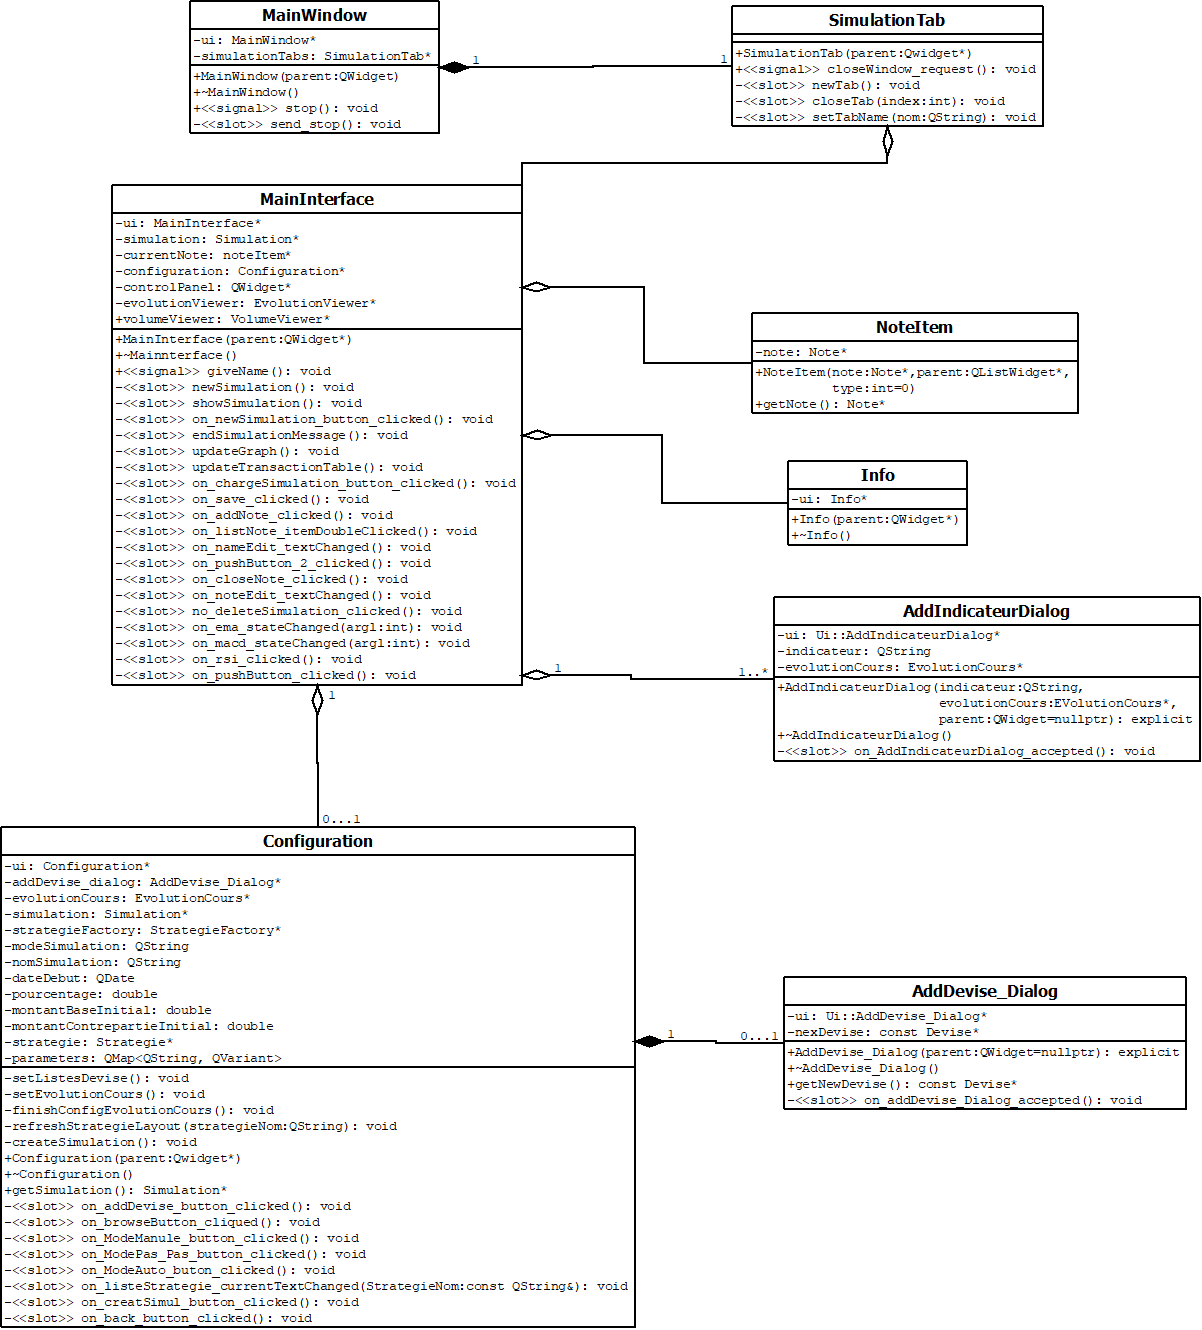 MainWindow
-ui: MainWindow*
-simulationTabs: SimulationTab*
+MainWindow(parent:QWidget)
+~MainWindow()
+<<signal>> stop(): void
-<<slot>> send_stop(): void
1
1
SimulationTab
+SimulationTab(parent:Qwidget*)
+<<signal>> closeWindow_request(): void
-<<slot>> newTab(): void
-<<slot>> closeTab(index:int): void
-<<slot>> setTabName(nom:QString): void
MainInterface
-ui: MainInterface*
-simulation: Simulation*
-currentNote: noteItem*
-configuration: Configuration*
-controlPanel: QWidget*
-evolutionViewer: EvolutionViewer*
+volumeViewer: VolumeViewer*
+MainInterface(parent:QWidget*)
+~Mainnterface()
+<<signal>> giveName(): void
-<<slot>> newSimulation(): void
-<<slot>> showSimulation(): void
-<<slot>> on_newSimulation_button_clicked(): void
-<<slot>> endSimulationMessage(): void
-<<slot>> updateGraph(): void
-<<slot>> updateTransactionTable(): void
-<<slot>> on_chargeSimulation_button_clicked(): void
-<<slot>> on_save_clicked(): void
-<<slot>> on_addNote_clicked(): void
-<<slot>> on_listNote_itemDoubleClicked(): void
-<<slot>> on_nameEdit_textChanged(): void
-<<slot>> on_pushButton_2_clicked(): void
-<<slot>> on_closeNote_clicked(): void
-<<slot>> on_noteEdit_textChanged(): void
-<<slot>> no_deleteSimulation_clicked(): void
-<<slot>> on_ema_stateChanged(arg1:int): void
-<<slot>> on_macd_stateChanged(arg1:int): void
-<<slot>> on_rsi_clicked(): void
-<<slot>> on_pushButton_clicked(): void
NoteItem
-note: Note*
+NoteItem(note:Note*,parent:QListWidget*,
type:int=0)
+getNote(): Note*
Info
-ui: Info*
+Info(parent:QWidget*)
+~Info()
1
1..*
AddIndicateurDialog
-ui: Ui::AddIndicateurDialog*
-indicateur: QString
-evolutionCours: EvolutionCours*
+AddIndicateurDialog(indicateur:QString,
evolutionCours:EVolutionCours*,
parent:QWidget=nullptr): explicit
+~AddIndicateurDialog()
-<<slot>> on_AddIndicateurDialog_accepted(): void
1
0...1
Configuration
-ui: Configuration*
-addDevise_dialog: AddDevise_Dialog*
-evolutionCours: EvolutionCours*
-simulation: Simulation*
-strategieFactory: StrategieFactory*
-modeSimulation: QString
-nomSimulation: QString
-dateDebut: QDate
-pourcentage: double
-montantBaseInitial: double
-montantContrepartieInitial: double
-strategie: Strategie*
-parameters: QMap<QString, QVariant>
-setListesDevise(): void
-setEvolutionCours(): void
-finishConfigEvolutionCours(): void
-refreshStrategieLayout(strategieNom:QString): void
-createSimulation(): void
+Configuration(parent:Qwidget*)
+~Configuration()
+getSimulation(): Simulation*
-<<slot>> on_addDevise_button_clicked(): void
-<<slot>> on_browseButton_cliqued(): void
-<<slot>> on_ModeManule_button_clicked(): void
-<<slot>> on_ModePas_Pas_button_clicked(): void
-<<slot>> on_ModeAuto_buton_clicked(): void
-<<slot>> on_listeStrategie_currentTextChanged(StrategieNom:const QString&): void
-<<slot>> on_creatSimul_button_clicked(): void
-<<slot>> on_back_button_clicked(): void
1
0...1
AddDevise_Dialog
-ui: Ui::AddDevise_Dialog*
-nexDevise: const Devise*
+AddDevise_Dialog(parent:QWidget=nullptr): explicit
+~AddDevise_Dialog()
+getNewDevise(): const Devise*
-<<slot>> on_addDevise_Dialog_accepted(): void